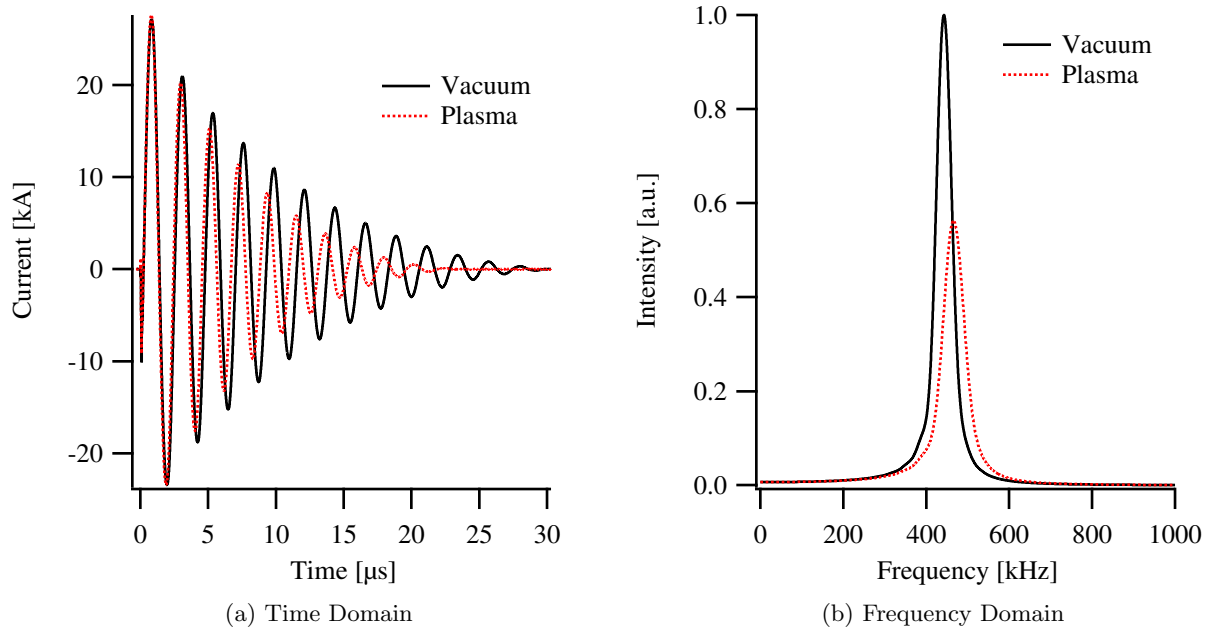 Current [kA]
20
10
0
-10
-20
Vacuum
Plasma
0
5
10
15
20
25
30
Time [µs]
(a) Time Domain
Intensity [a.u.]
1.0
0.8
0.6
0.4
0.2
0.0
Vacuum
Plasma
0
200
400
600
800
1000
Frequency [kHz]
(b) Frequency Domain